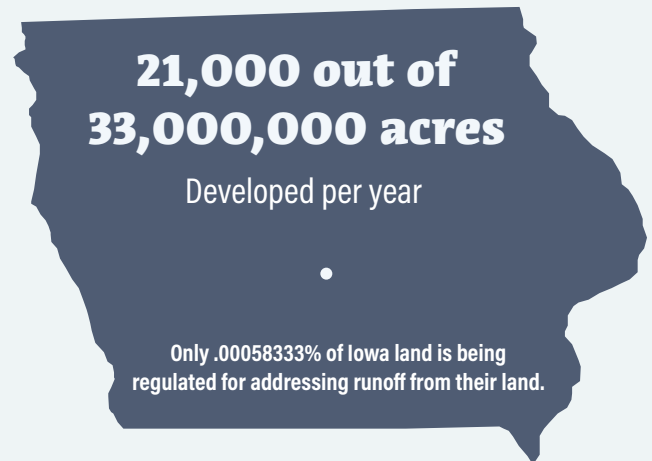 21,000 out of
33,000,000 acres
Developed per year
Only .00058333% of Iowa land is being
regulated for addressing runoff from their land.